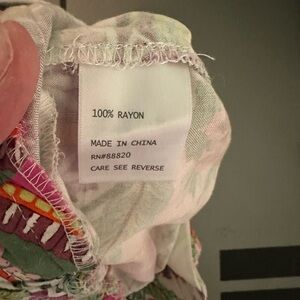 100% RAYON
MADE IN CHINA
RN#88820
CARE SEE REVERSE